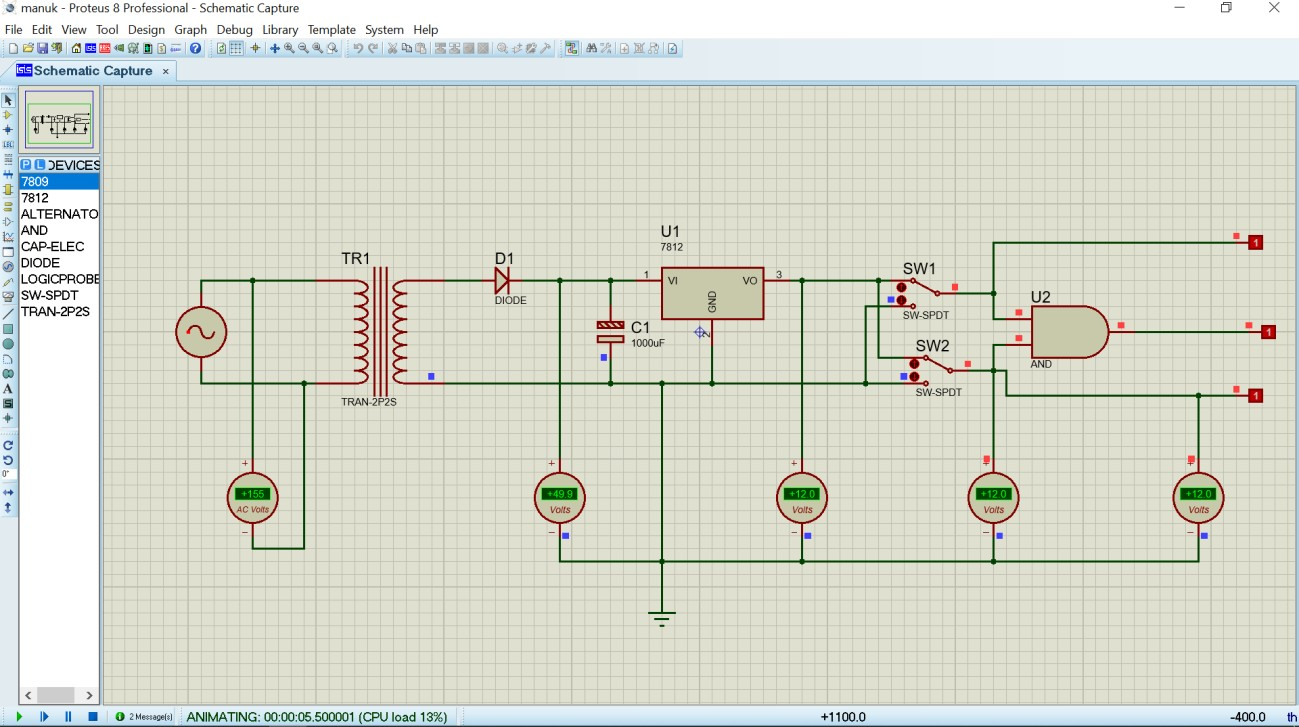 manuk - Proteus 8 Professional - Schematic Capture
File Edit View Tool Design Graph Debug Library Template System Help
Schematic Capture ×
P L DEVICES
7809
7812
ALTERNATO
AND
CAP-ELEC
DIODE
LOGICPROBE
SW-SPDT
TRAN-2P2S
U1
7812
TR1
D1
SW1
1 VI VO 3
GND
2
DIODE
1
U2
C1
1000uF
SW-SPDT
1
SW2
AND
TRAN-2P2S
SW-SPDT
1
+ + + + +
+155 +49.9 +12.0 +12.0 +12.0
AC Volts Volts Volts Volts Volts
0°
2 Message(s) ANIMATING: 00:00:05.500001 (CPU load 13%) +1100.0 -400.0 th